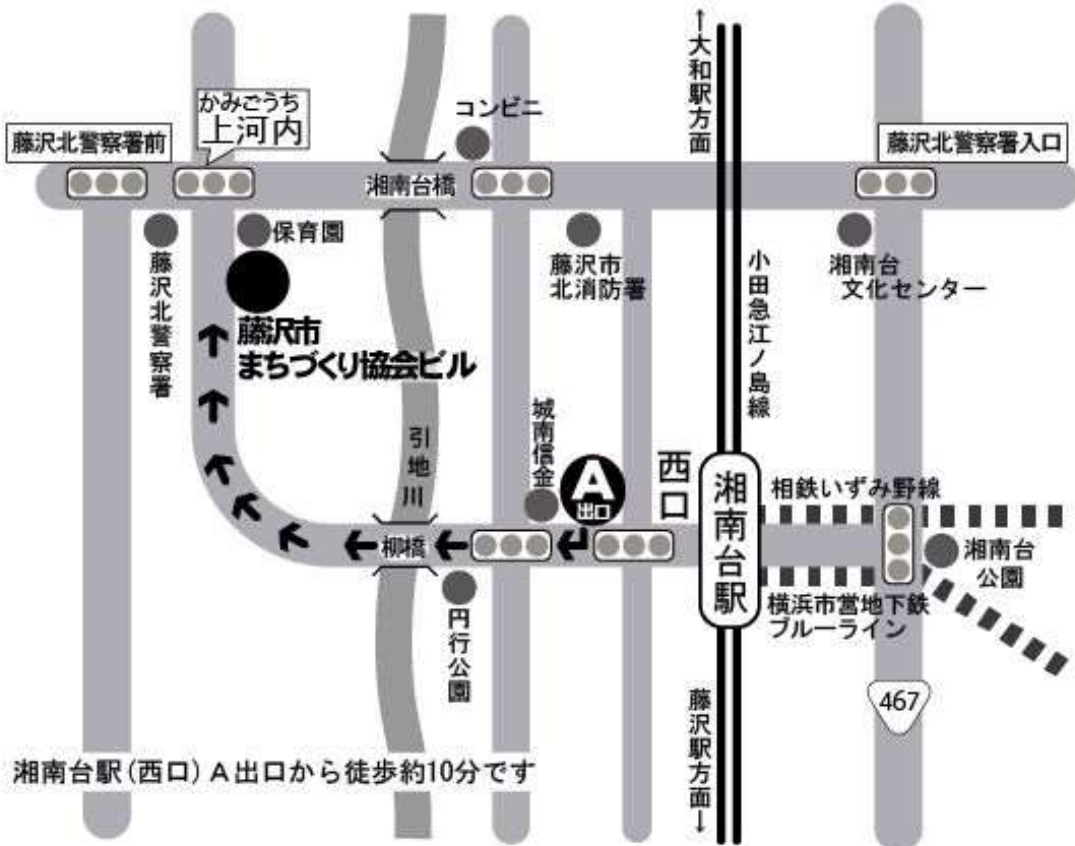 ↑大和駅方面
かみごうち
上河内
コンビニ
藤沢北警察署前
藤沢北警察署入口
湘南台橋
保育園
藤沢北警察署
藤沢市
北消防署
小田急江ノ島線
湘南台
文化センター
藤沢市
まちづくり協会ビル
引地川
城南信金
A
出口
西口
湘南台駅
相鉄いずみ野線
柳橋
湘南台
公園
円行公園
横浜市営地下鉄
ブルーライン
467
藤沢駅方面↓
湘南台駅(西口)A出口から徒歩約10分です